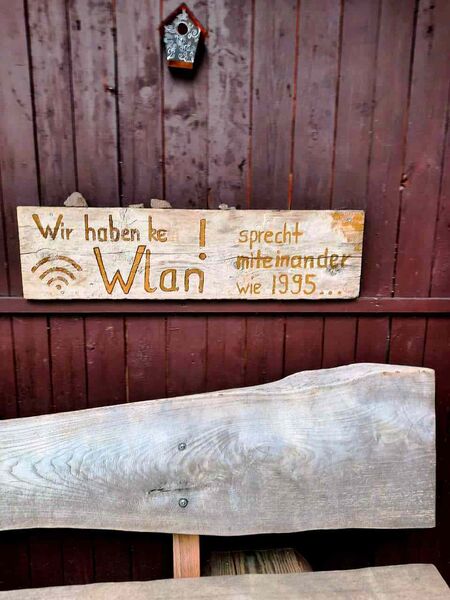 Wir haben ke
Wlan!
sprecht
miteinander
wie 1995...